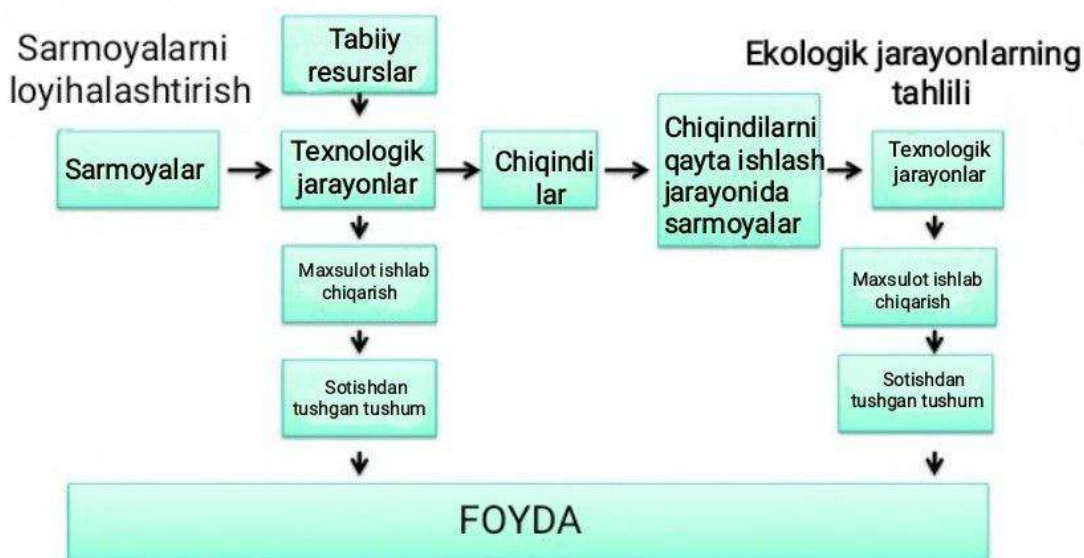 Sarmoyalarni
loyihalashtirish
Tabiiy
resurslar
Ekologik jarayonlarning
tahlili
Sarmoyalar
Texnologik
jarayonlar
Chiqindi
lar
Chiqindilarni
qayta ishlash
jarayonida
sarmoyalar
Texnologik
jarayonlar
Maxsulot ishlab
chiqarish
Maxsulot ishlab
chiqarish
Sotishdan
tushgan tushum
Sotishdan
tushgan tushum
FOYDA